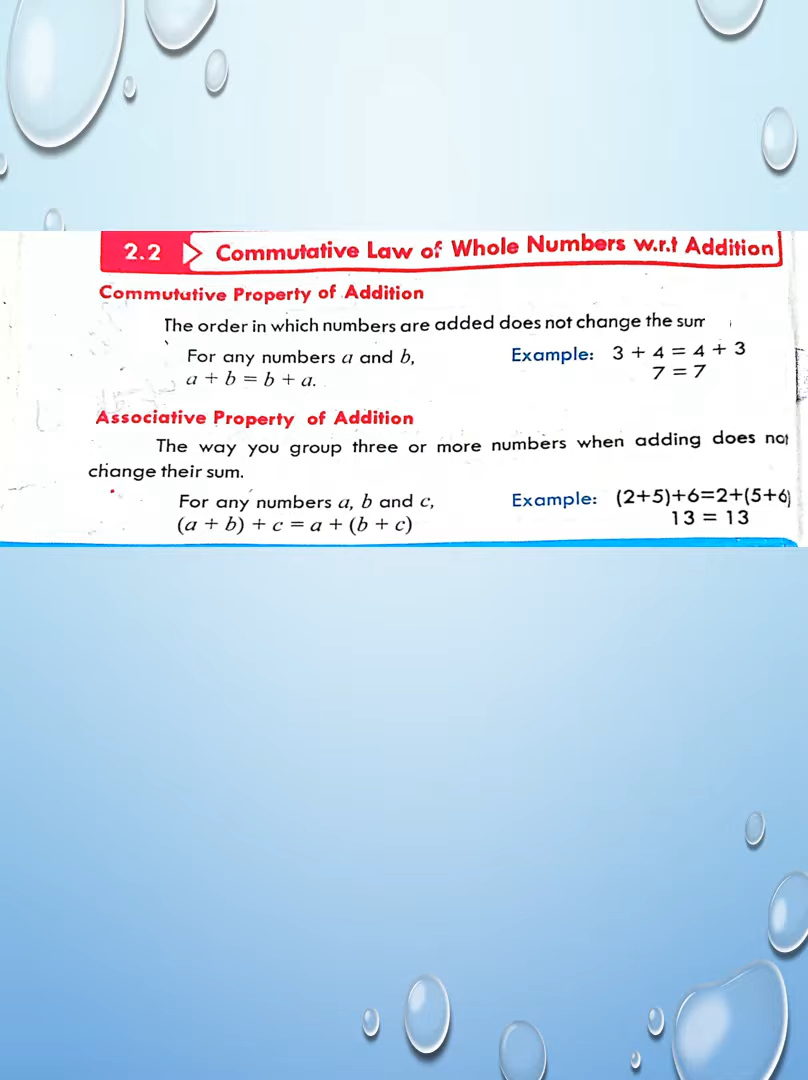 2.2 Commutative Law of Whole Numbers w.r.t Addition
Commutative Property of Addition
The order in which numbers are added does not change the sum
For any numbers a and b,
Example: 3 + 4 = 4 + 3
a + b = b + a.
7 = 7
Associative Property of Addition
The way you group three or more numbers when adding does not
change their sum.
For any numbers a, b and c,
Example: (2+5)+6=2+(5+6)
(a + b) + c = a + (b + c)
13 = 13